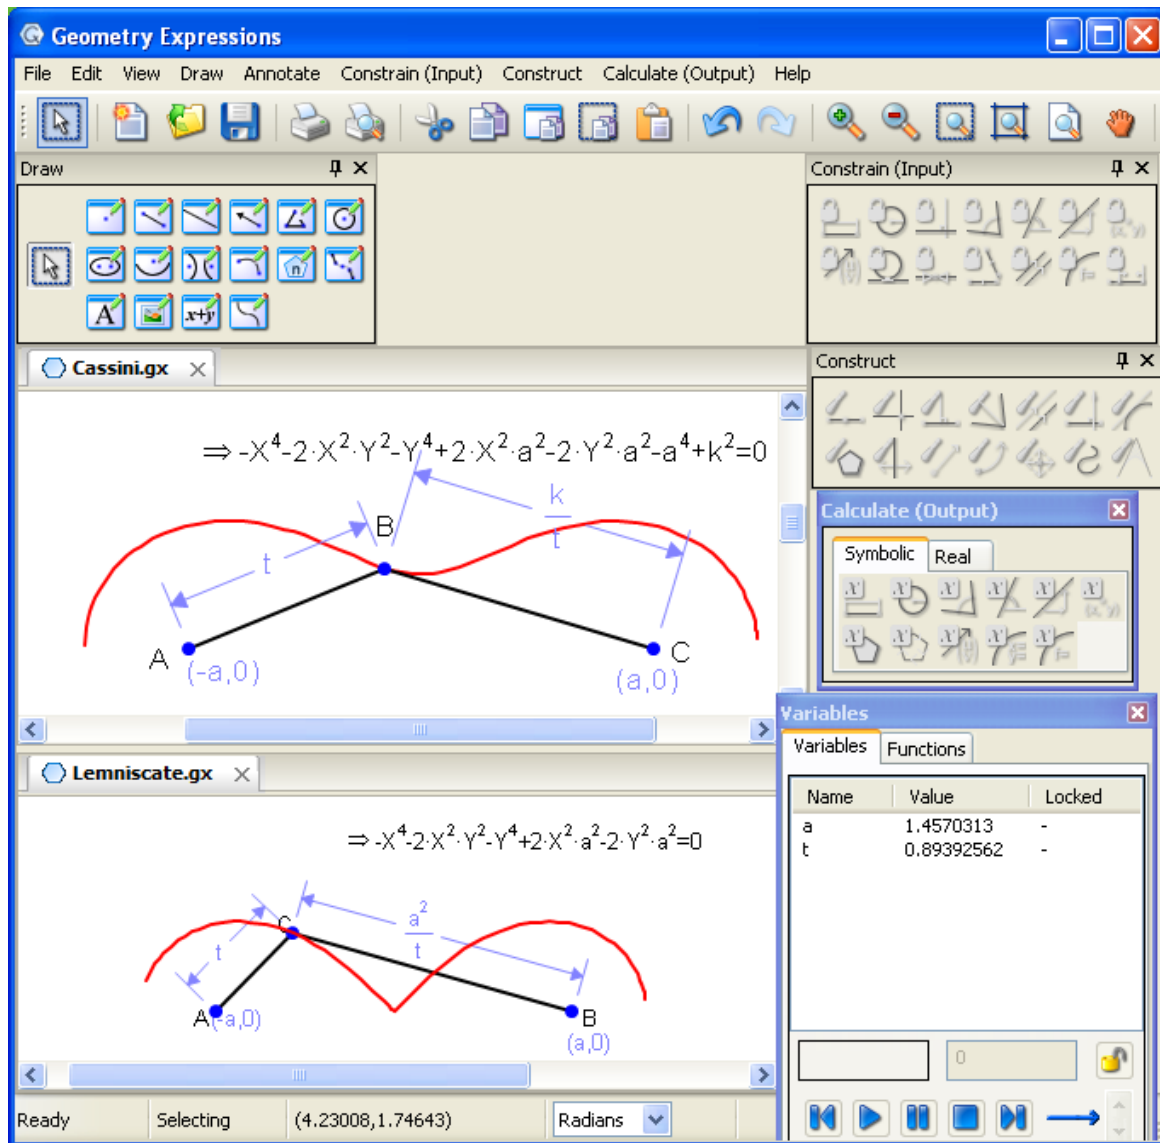 Geometry Expressions
File Edit View Draw Annotate Constrain (Input) Construct Calculate (Output) Help
Draw
Constrain (Input)
A
x+y
n
Cassini.gx
Construct
⇒ -X⁴-2·X²·Y²-Y⁴+2·X²·a²-2·Y²·a²-a⁴+k²=0
k
t
B
t
A
(-a,0)
C
(a,0)
Calculate (Output)
Symbolic Real
Lemniscate.gx
⇒ -X⁴-2·X²·Y²-Y⁴+2·X²·a²-2·Y²·a²=0
C
a²
t
t
A
(-a,0)
B
(a,0)
Variables
Variables Functions
Name Value Locked
a 1.4570313 -
t 0.89392562 -
0
Ready Selecting (4.23008,1.74643) Radians